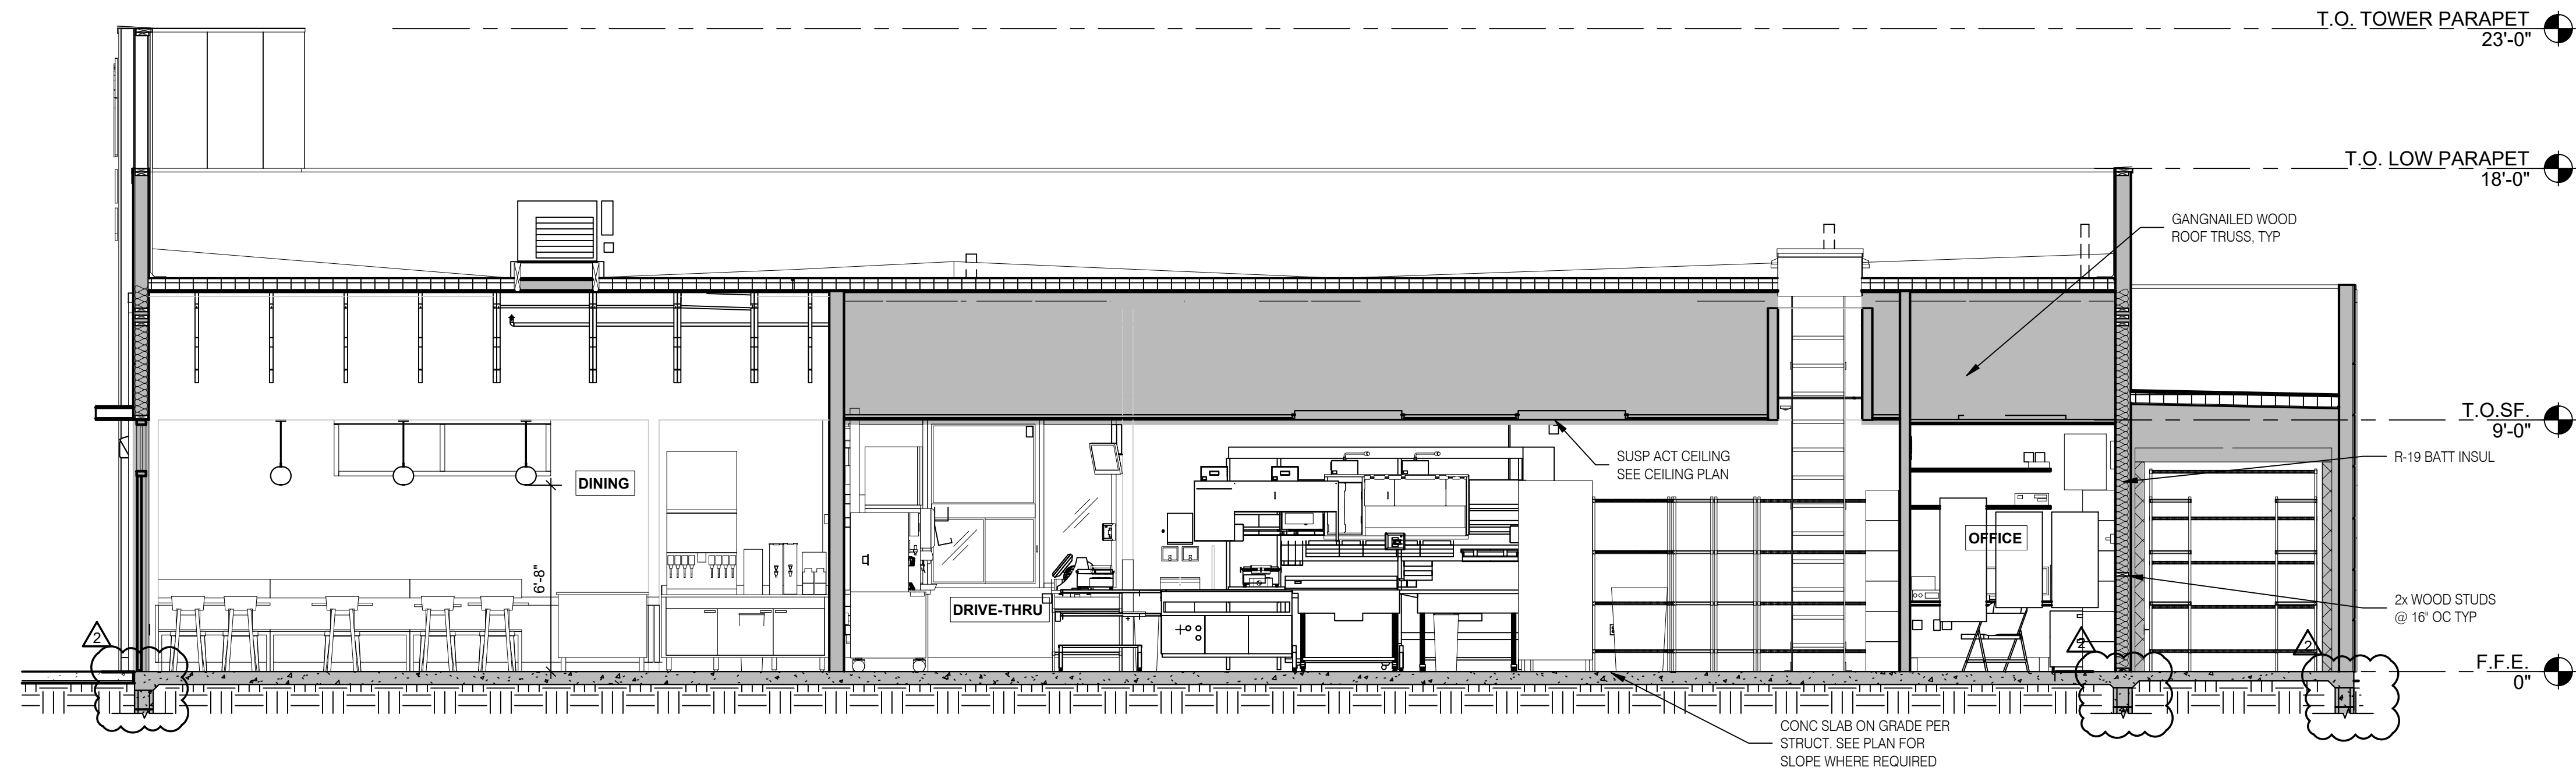 T.O. TOWER PARAPET
23'-0"
T.O. LOW PARAPET
18'-0"
GANGNAILED WOOD
ROOF TRUSS, TYP
T.O.SF.
9'-0"
SUSP ACT CEILING
SEE CEILING PLAN
R-19 BATT INSUL
DINING
OFFICE
6'-8"
DRIVE-THRU
2x WOOD STUDS
@ 16" OC TYP
2
2
2
F.F.E.
0"
CONC SLAB ON GRADE PER
STRUCT. SEE PLAN FOR
SLOPE WHERE REQUIRED